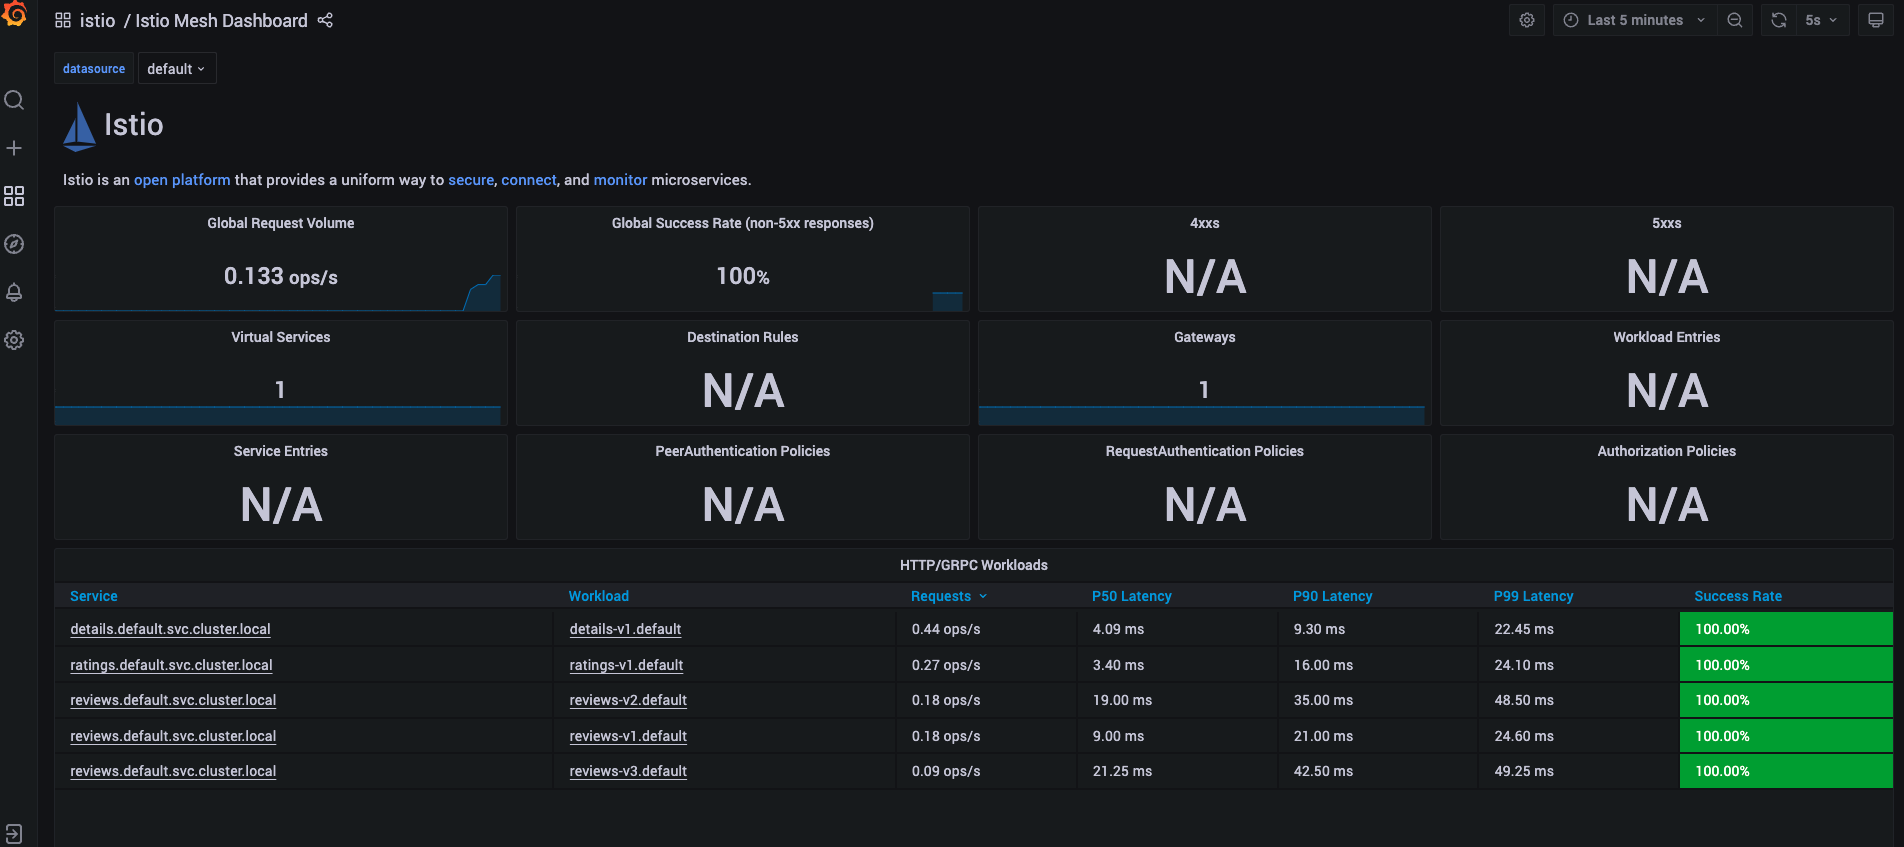 istio / Istio Mesh Dashboard
Last 5 minutes
5s
datasource default
Istio
Istio is an open platform that provides a uniform way to secure, connect, and monitor microservices.
Global Request Volume
0.133 ops/s
Global Success Rate (non-5xx responses)
100%
4xxs
N/A
5xxs
N/A
Virtual Services
1
Destination Rules
N/A
Gateways
1
Workload Entries
N/A
Service Entries
N/A
PeerAuthentication Policies
N/A
RequestAuthentication Policies
N/A
Authorization Policies
N/A
HTTP/GRPC Workloads
Service Workload Requests P50 Latency P90 Latency P99 Latency Success Rate
details.default.svc.cluster.local details-v1.default 0.44 ops/s 4.09 ms 9.30 ms 22.45 ms 100.00%
ratings.default.svc.cluster.local ratings-v1.default 0.27 ops/s 3.40 ms 16.00 ms 24.10 ms 100.00%
reviews.default.svc.cluster.local reviews-v2.default 0.18 ops/s 19.00 ms 35.00 ms 48.50 ms 100.00%
reviews.default.svc.cluster.local reviews-v1.default 0.18 ops/s 9.00 ms 21.00 ms 24.60 ms 100.00%
reviews.default.svc.cluster.local reviews-v3.default 0.09 ops/s 21.25 ms 42.50 ms 49.25 ms 100.00%